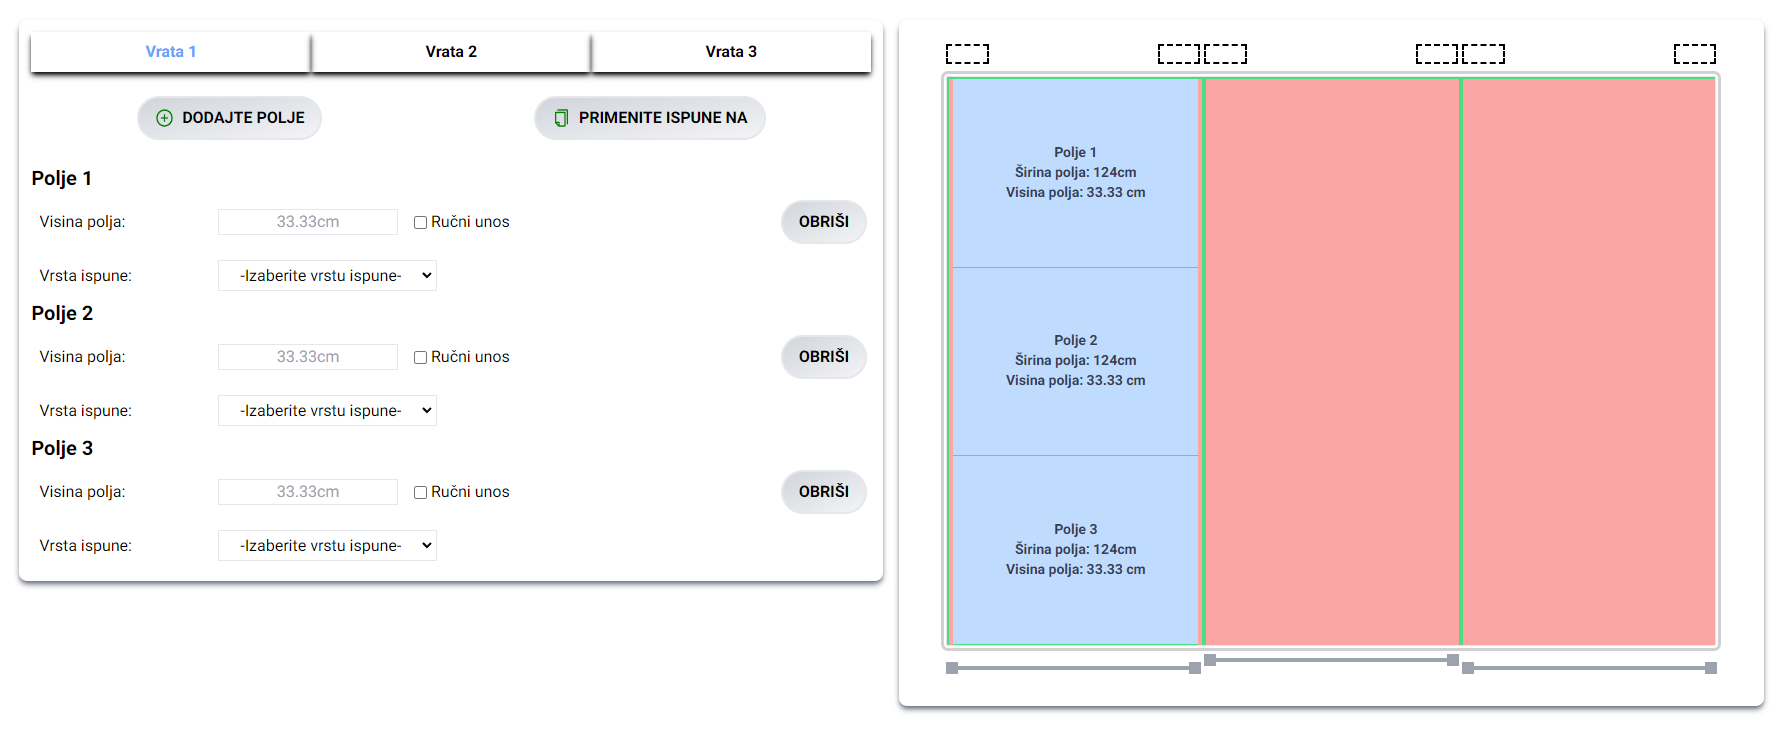 Vrata 1
Vrata 2
Vrata 3
DODAJTE POLJE
PRIMENITE ISPUNE NA
Polje 1
Visina polja:
33.33cm
Ručni unos
OBRIŠI
Vrsta ispune:
-Izaberite vrstu ispune-
Polje 2
Visina polja:
33.33cm
Ručni unos
OBRIŠI
Vrsta ispune:
-Izaberite vrstu ispune-
Polje 3
Visina polja:
33.33cm
Ručni unos
OBRIŠI
Vrsta ispune:
-Izaberite vrstu ispune-
Polje 1
Širina polja: 124cm
Visina polja: 33.33 cm
Polje 2
Širina polja: 124cm
Visina polja: 33.33 cm
Polje 3
Širina polja: 124cm
Visina polja: 33.33 cm